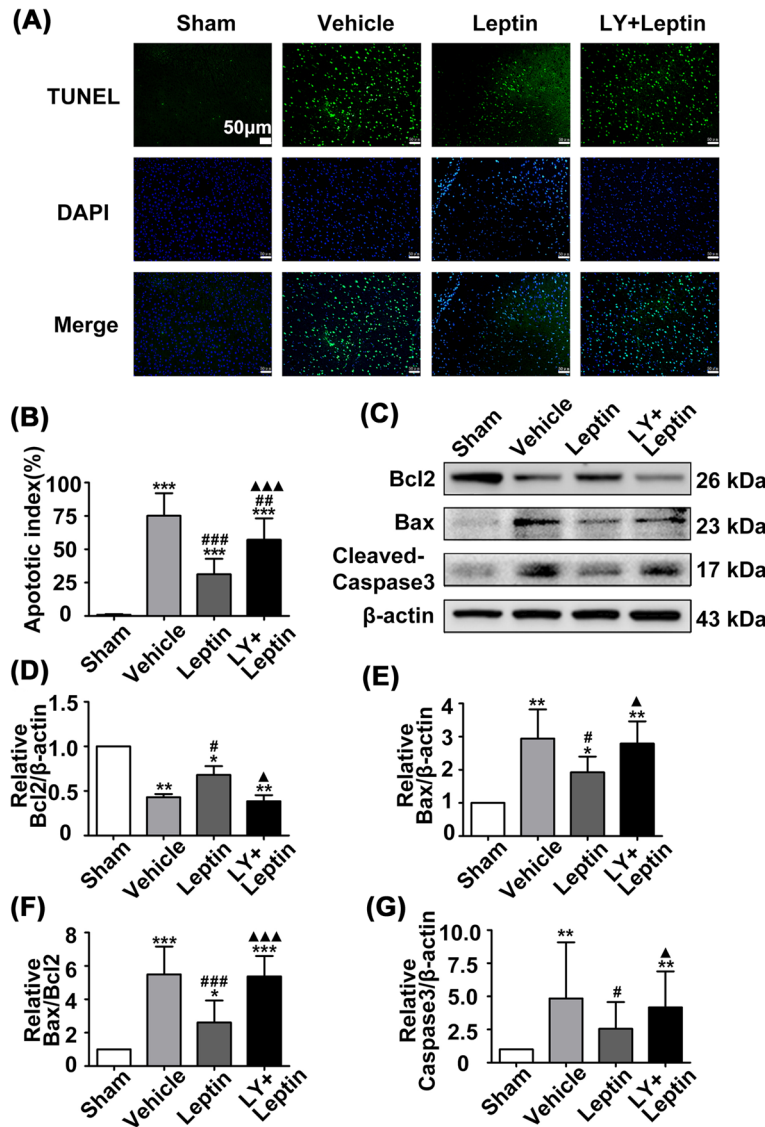 (A)
Sham Vehicle Leptin LY+Leptin
TUNEL
50μm
DAPI
Merge
(B)
Apototic index(%)
100
75
50
25
0
***
###
***
▲▲▲
##
***
Sham
Vehicle
Leptin
LY+
Leptin
(C)
Sham
Vehicle
Leptin
LY+
Leptin
Bcl2 26 kDa
Bax 23 kDa
Cleaved-
Caspase3 17 kDa
β-actin 43 kDa
(D)
Relative
Bcl2/β-actin
1.5
1.0
0.5
0
**
#
*
▲
**
Sham
Vehicle
Leptin
LY+
Leptin
(E)
Relative
Bax/β-actin
4
3
2
1
0
**
#
*
▲
**
Sham
Vehicle
Leptin
LY+
Leptin
(F)
Relative
Bax/Bcl2
8
6
4
2
0
***
###
*
▲▲▲
***
Sham
Vehicle
Leptin
LY+
Leptin
(G)
Relative
Caspase3/β-actin
10.0
7.5
5.0
2.5
0.0
**
#
▲
**
Sham
Vehicle
Leptin
LY+
Leptin